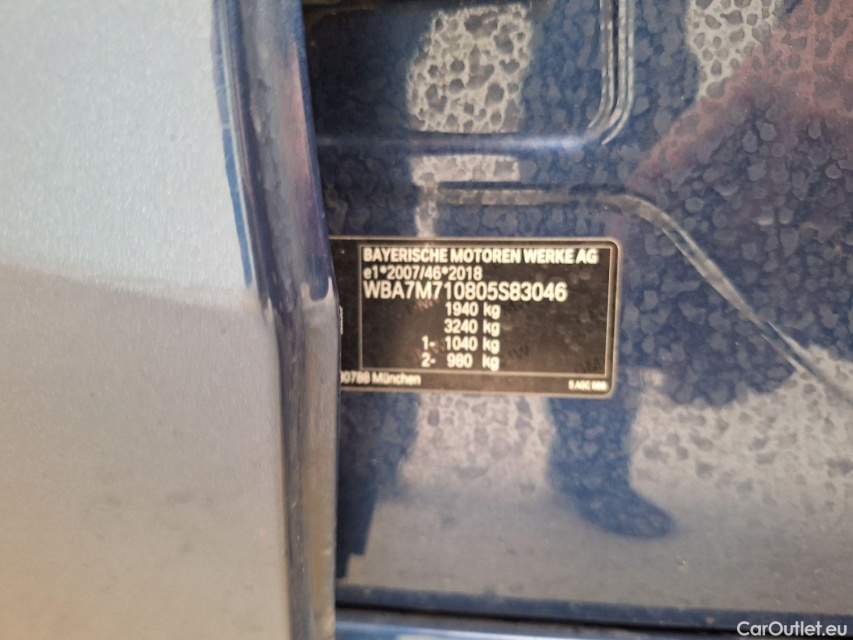 BAYERISCHE MOTOREN WERKE AG
e1*2007/46*2018
WBA7M710805S83046
1940 kg
3240 kg
1- 1040 kg
2- 980 kg
München
CarOutlet.eu